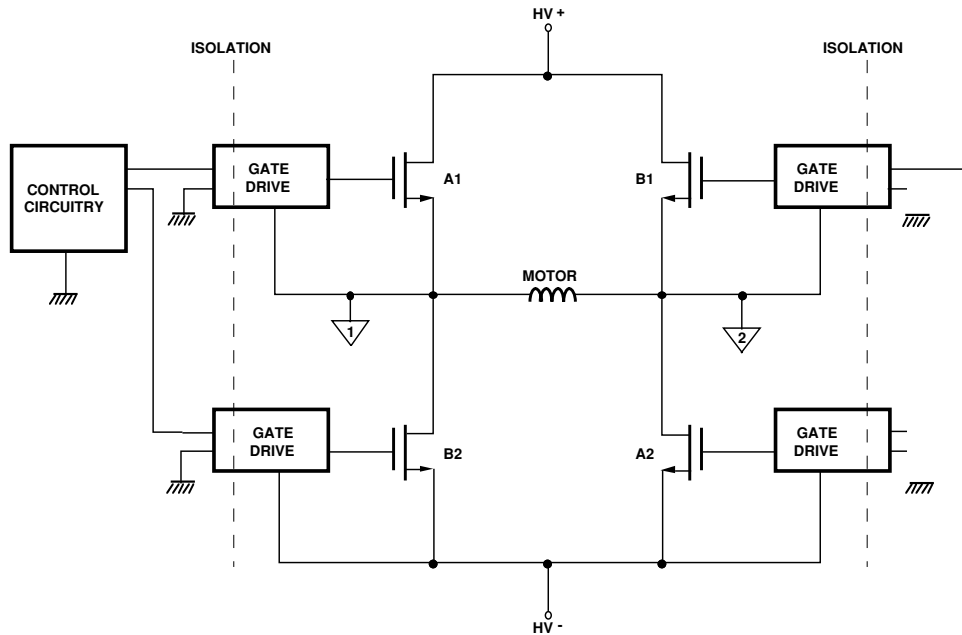 HV +
ISOLATION
ISOLATION
CONTROL
CIRCUITRY
GATE
DRIVE
A1
B1
GATE
DRIVE
MOTOR
1
2
GATE
DRIVE
B2
A2
GATE
DRIVE
HV -